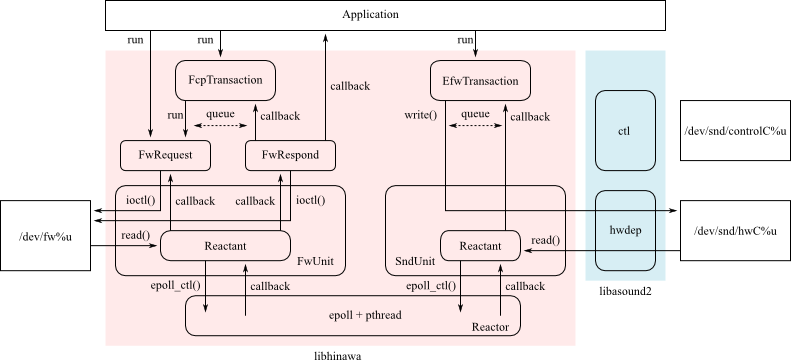 Application
run
run
run
FcpTransaction
EfwTransaction
callback
run
queue
callback
write()
queue
callback
ctl
/dev/snd/controlC%u
FwRequest
FwRespond
ioctl()
callback
callback
ioctl()
/dev/fw%u
read()
Reactant
FwUnit
Reactant
SndUnit
read()
hwdep
/dev/snd/hwC%u
epoll_ctl()
callback
epoll_ctl()
callback
libasound2
epoll + pthread
Reactor
libhinawa